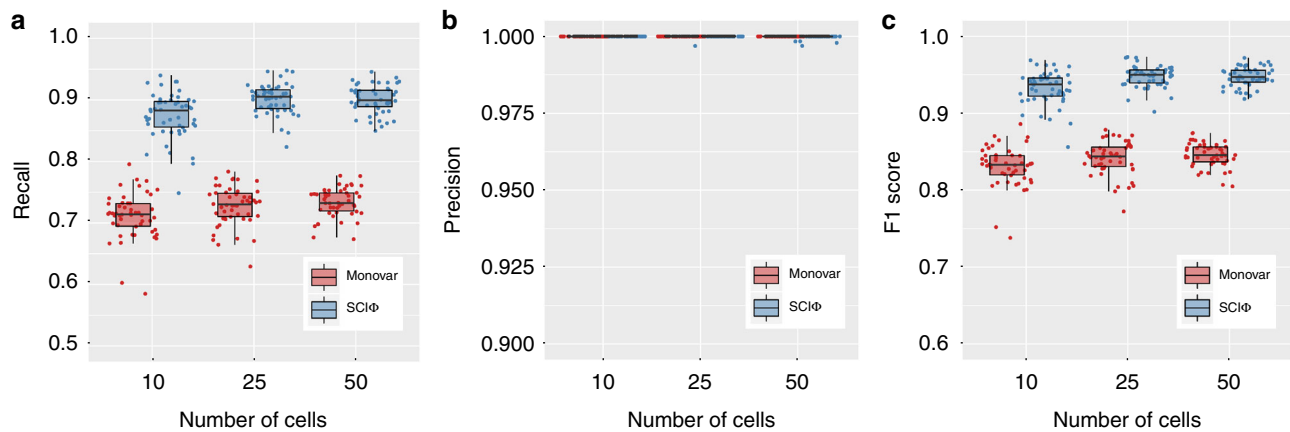 a
1.0
0.9
0.8
0.7
0.6
0.5
Recall
10
25
50
Number of cells
Monovar
SCIΦ
b
1.000
0.975
0.950
0.925
0.900
Precision
10
25
50
Number of cells
Monovar
SCIΦ
c
1.0
0.9
0.8
0.7
0.6
F1 score
10
25
50
Number of cells
Monovar
SCIΦ